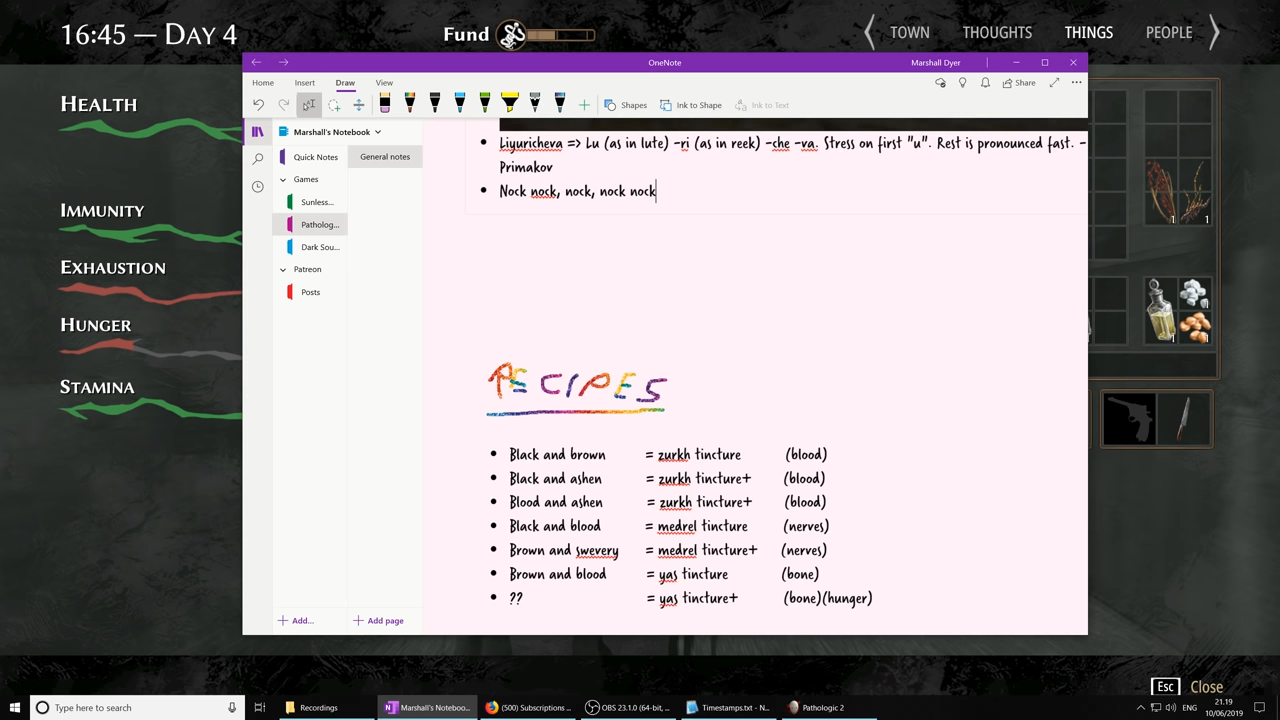 16:45 — DAY 4
Fund
TOWN THOUGHTS THINGS PEOPLE
OneNote
Marshall Dyer
Home Insert Draw View
Share
Shapes Ink to Shape Ink to Text
HEALTH
IMMUNITY
EXHAUSTION
HUNGER
STAMINA
Marshall's Notebook
Quick Notes
Games
Sunless...
Patholog...
Dark Sou...
Patreon
Posts
General notes
Add...
Add page
Liyuricheva => Lu (as in lute) -ri (as in reek) -che -va. Stress on first "u". Rest is pronounced fast. -
Primakov
Nock nock, nock, nock nock
RECIPES
Black and brown = zurkh tincture (blood)
Black and ashen = zurkh tincture+ (blood)
Blood and ashen = zurkh tincture+ (blood)
Black and blood = medrel tincture (nerves)
Brown and swevery = medrel tincture+ (nerves)
Brown and blood = yas tincture (bone)
?? = yas tincture+ (bone)(hunger)
1 1
1
1 1
Esc Close
Type here to search
Recordings
Marshall's Noteboo...
(500) Subscriptions ...
OBS 23.1.0 (64-bit, ...
Timestamps.txt - N...
Pathologic 2
ENG
21.19
10/06/2019